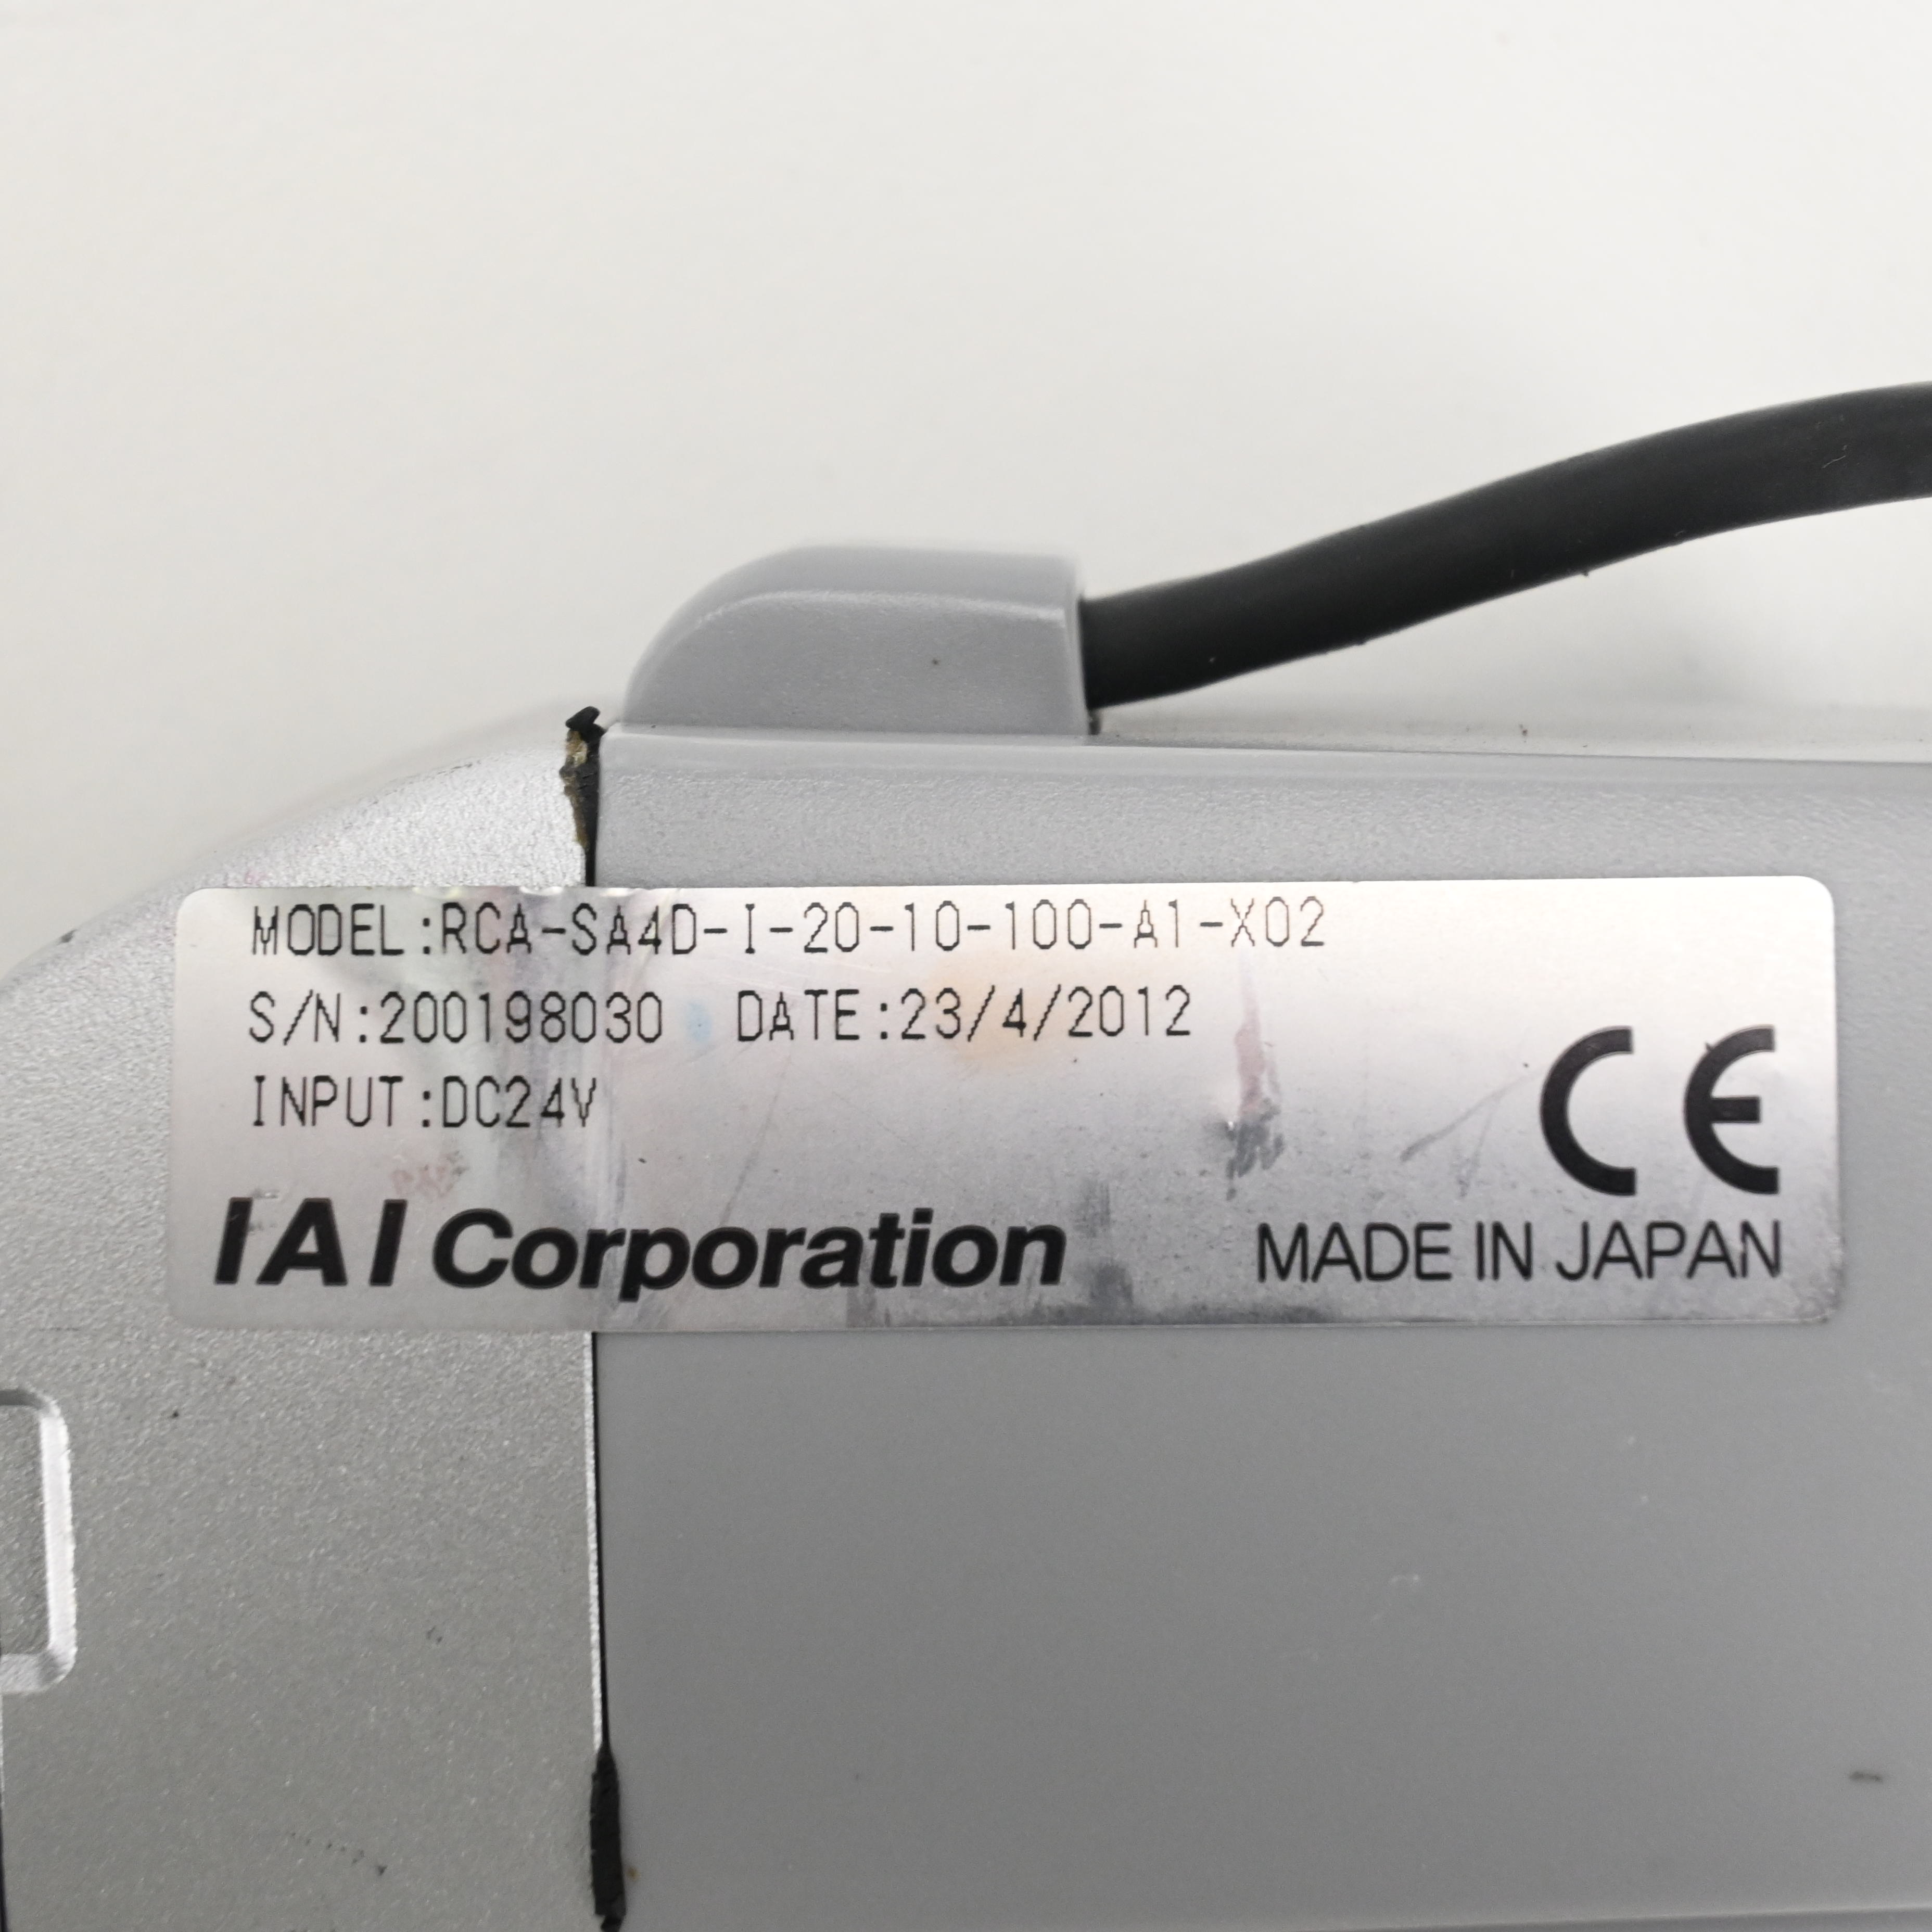 MODEL:RCA-SA4D-I-20-10-100-A1-X02
S/N:200198030 DATE:23/4/2012
INPUT:DC24V
CE
IAI Corporation MADE IN JAPAN